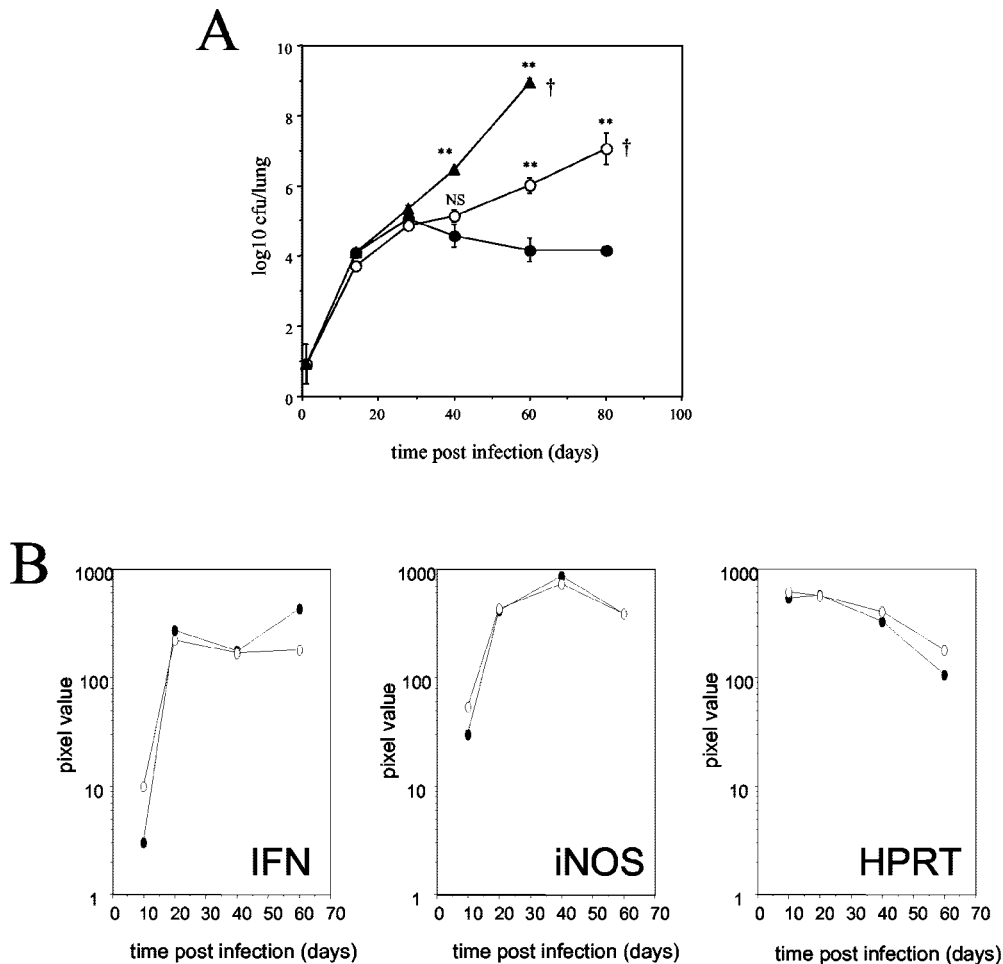 A
10
8
6
4
2
0
log10 cfu/lung
** †
**
** †
**
NS
0 20 40 60 80 100
time post infection (days)
B
1000
100
10
1
pixel value
IFN
0 10 20 30 40 50 60 70
time post infection (days)
1000
100
10
1
pixel value
iNOS
0 10 20 30 40 50 60 70
time post infection (days)
1000
100
10
1
pixel value
HPRT
0 10 20 30 40 50 60 70
time post infection (days)